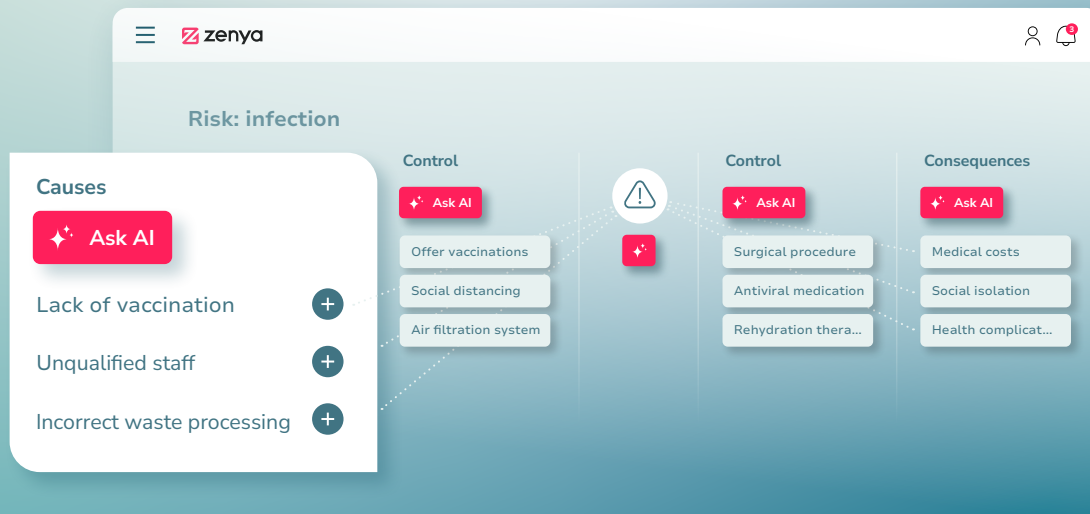 zenya
3
Risk: infection
Causes
Ask AI
Lack of vaccination
Unqualified staff
Incorrect waste processing
Control
Ask AI
Offer vaccinations
Social distancing
Air filtration system
Control
Ask AI
Surgical procedure
Antiviral medication
Rehydration thera...
Consequences
Ask AI
Medical costs
Social isolation
Health complicat...